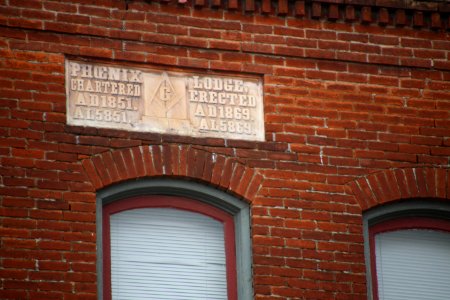 PHŒNIX LODGE.
CHARTERED ERECTED
A.D.1851. A.D.1869.
A.L.5851. A.L.5869.
G